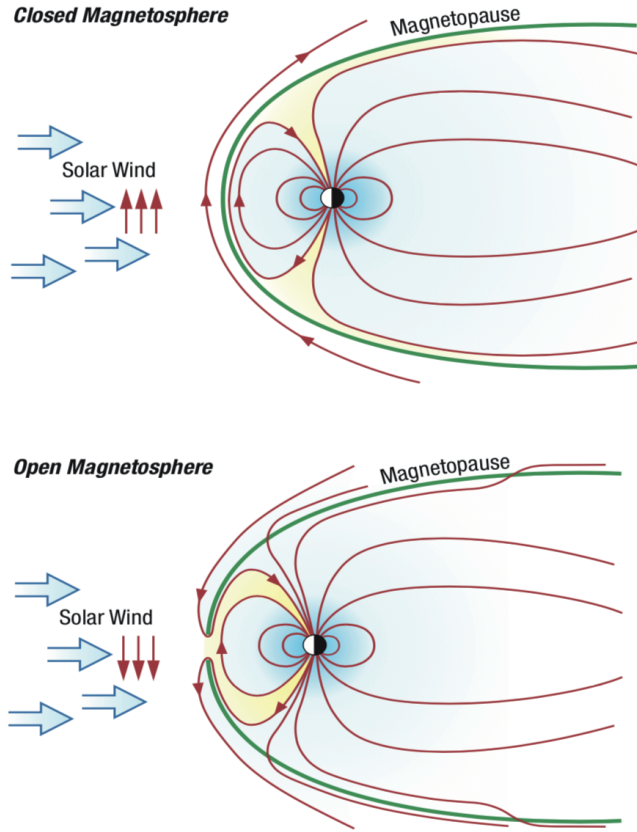 Closed Magnetosphere
Magnetopause
Solar Wind
Open Magnetosphere
Magnetopause
Solar Wind